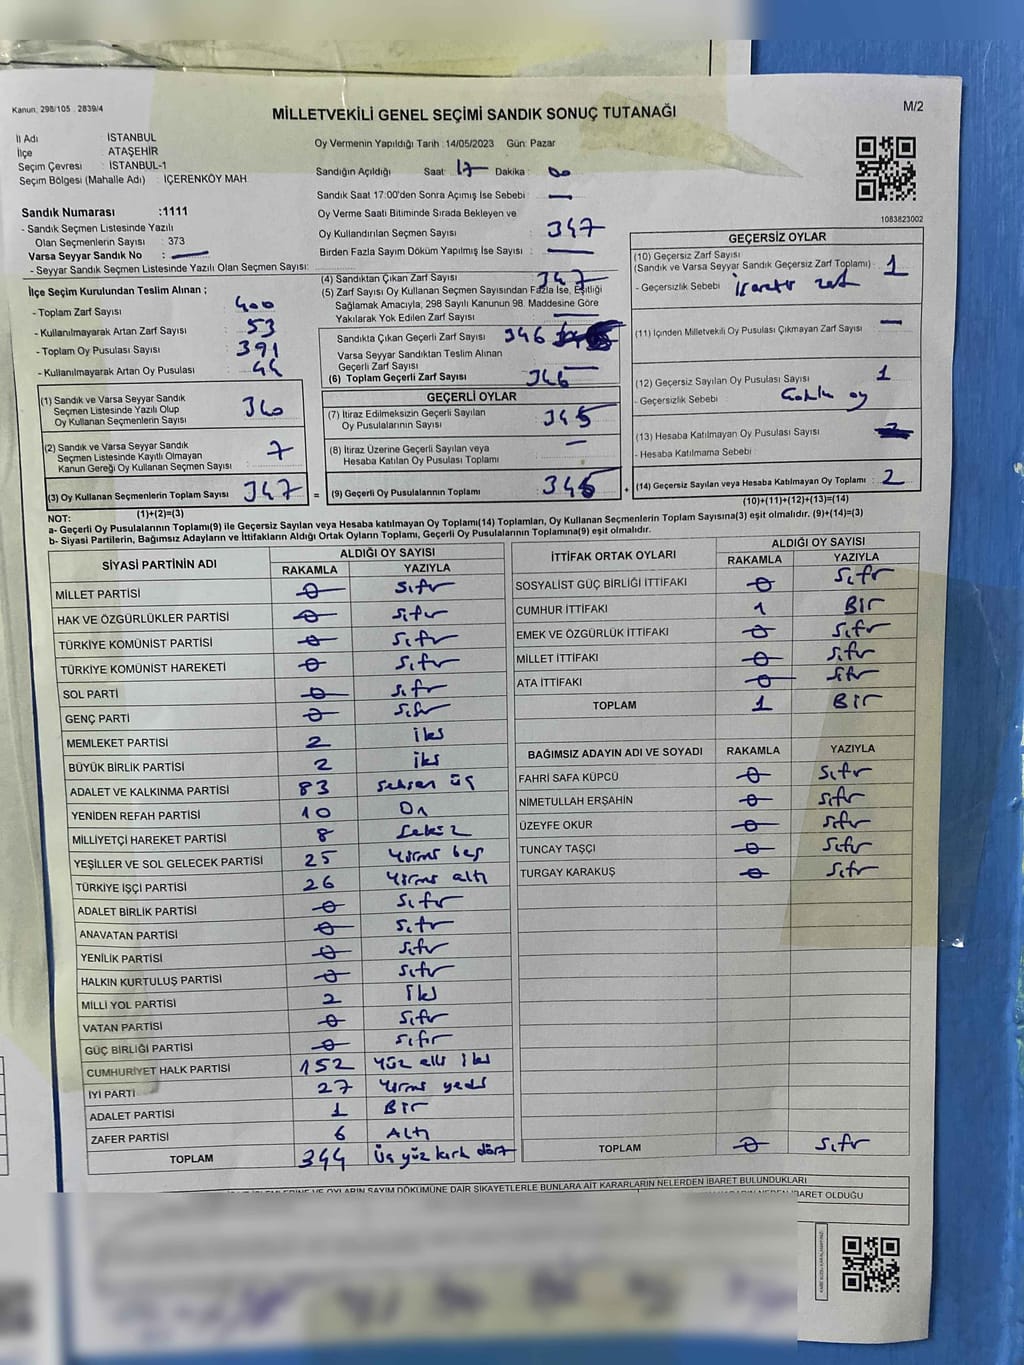 Kanun: 298/105 2839/4
MİLLETVEKİLİ GENEL SEÇİMİ SANDIK SONUÇ TUTANAĞI
M/2
İl Adı : İSTANBUL
İlçe : ATAŞEHİR
Seçim Çevresi : İSTANBUL-1
Seçim Bölgesi (Mahalle Adı) : İÇERENKÖY MAH.
Sandık Numarası :1111
- Sandık Seçmen Listesinde Yazılı
Olan Seçmenlerin Sayısı : 373
Varsa Seyyar Sandık No : —
- Seyyar Sandık Seçmen Listesinde Yazılı Olan Seçmen Sayısı:
İlçe Seçim Kurulundan Teslim Alınan ;
- Toplam Zarf Sayısı : 400
- Kullanılmayarak Artan Zarf Sayısı : 53
- Toplam Oy Pusulası Sayısı : 391
- Kullanılmayarak Artan Oy Pusulası : 44
(1) Sandık ve Varsa Seyyar Sandık
Seçmen Listesinde Yazılı Olup
Oy Kullanan Seçmenlerin Sayısı : 340
(2) Sandık ve Varsa Seyyar Sandık
Seçmen Listesinde Kayıtlı Olmayan
Kanun Gereği Oy Kullanan Seçmen Sayısı : 7
(3) Oy Kullanan Seçmenlerin Toplam Sayısı : 347 =
(1)+(2)=(3)
Oy Vermenin Yapıldığı Tarih :14/05/2023 Gün: Pazar
Sandığın Açıldığı Saat: 17 Dakika : 00
Sandık Saat 17:00'den Sonra Açımış İse Sebebi : —
Oy Verme Saati Bitiminde Sırada Bekleyen ve
Oy Kullandırılan Seçmen Sayısı : 347
Birden Fazla Sayım Döküm Yapılmış İse Sayısı : —
(4) Sandıktan Çıkan Zarf Sayısı : 347
(5) Zarf Sayısı Oy Kullanan Seçmen Sayısından Fazla İse, Eşitliği
Sağlamak Amacıyla, 298 Sayılı Kanunun 98. Maddesine Göre
Yakılarak Yok Edilen Zarf Sayısı : —
Sandıkta Çıkan Geçerli Zarf Sayısı : 346
Varsa Seyyar Sandıktan Teslim Alınan
Geçerli Zarf Sayısı : —
(6) Toplam Geçerli Zarf Sayısı : 346
GEÇERLİ OYLAR
(7) İtiraz Edilmeksizin Geçerli Sayılan
Oy Pusulalarının Sayısı : 345
(8) İtiraz Üzerine Geçerli Sayılan veya
Hesaba Katılan Oy Pusulası Toplamı : —
(9) Geçerli Oy Pusulalarının Toplamı : 345 +
1083823002
GEÇERSİZ OYLAR
(10) Geçersiz Zarf Sayısı
(Sandık ve Varsa Seyyar Sandık Geçersiz Zarf Toplamı) : 1
- Geçersizlik Sebebi :
(11) İçinden Milletvekili Oy Pusulası Çıkmayan Zarf Sayısı : —
(12) Geçersiz Sayılan Oy Pusulası Sayısı : 1
- Geçersizlik Sebebi : oy
(13) Hesaba Katılmayan Oy Pusulası Sayısı :
- Hesaba Katılmama Sebebi :
(14) Geçersiz Sayılan veya Hesaba Katılmayan Oy Toplamı : 2
(10)+(11)+(12)+(13)=(14)
NOT:
a- Geçerli Oy Pusulalarının Toplamı(9) ile Geçersiz Sayılan veya Hesaba katılmayan Oy Toplamı(14) Toplamları, Oy Kullanan Seçmenlerin Toplam Sayısına(3) eşit olmalıdır. (9)+(14)=(3)
b- Siyasi Partilerin, Bağımsız Adayların ve İttifakların Aldığı Ortak Oyların Toplamı, Geçerli Oy Pusulalarının Toplamına(9) eşit olmalıdır.
SİYASİ PARTİNİN ADI ALDIĞI OY SAYISI
RAKAMLA YAZIYLA
MİLLET PARTİSİ 0 Sıfır
HAK VE ÖZGÜRLÜKLER PARTİSİ 0 Sıfır
TÜRKİYE KOMÜNİST PARTİSİ 0 Sıfır
TÜRKİYE KOMÜNİST HAREKETİ 0 Sıfır
SOL PARTİ 0 Sıfır
GENÇ PARTİ 0 Sıfır
MEMLEKET PARTİSİ 2 İki
BÜYÜK BİRLİK PARTİSİ 2 İki
ADALET VE KALKINMA PARTİSİ 83 Seksen üç
YENİDEN REFAH PARTİSİ 10 On
MİLLİYETÇİ HAREKET PARTİSİ 8 Sekiz
YEŞİLLER VE SOL GELECEK PARTİSİ 25 Yirmi beş
TÜRKİYE İŞÇİ PARTİSİ 26 Yirmi altı
ADALET BİRLİK PARTİSİ 0 Sıfır
ANAVATAN PARTİSİ 0 Sıfır
YENİLİK PARTİSİ 0 Sıfır
HALKIN KURTULUŞ PARTİSİ 0 Sıfır
MİLLİ YOL PARTİSİ 2 İki
VATAN PARTİSİ 0 Sıfır
GÜÇ BİRLİĞİ PARTİSİ 0 Sıfır
CUMHURİYET HALK PARTİSİ 152 Yüz elli iki
İYİ PARTİ 27 Yirmi yedi
ADALET PARTİSİ 1 Bir
ZAFER PARTİSİ 6 Altı
TOPLAM 344 Üç yüz kırk dört
İTTİFAK ORTAK OYLARI ALDIĞI OY SAYISI
RAKAMLA YAZIYLA
SOSYALİST GÜÇ BİRLİĞİ İTTİFAKI 0 Sıfır
CUMHUR İTTİFAKI 1 Bir
EMEK VE ÖZGÜRLÜK İTTİFAKI 0 Sıfır
MİLLET İTTİFAKI 0 Sıfır
ATA İTTİFAKI 0 Sıfır
TOPLAM 1 Bir
BAĞIMSIZ ADAYIN ADI VE SOYADI RAKAMLA YAZIYLA
FAHRİ SAFA KÜPCÜ 0 Sıfır
NİMETULLAH ERŞAHİN 0 Sıfır
ÜZEYFE OKUR 0 Sıfır
TUNCAY TAŞÇI 0 Sıfır
TURGAY KARAKUŞ 0 Sıfır
TOPLAM 0 Sıfır
OYLARIN SAYIM DÖKÜMÜNE DAİR ŞİKAYETLERLE BUNLARA AİT KARARLARIN NELERDEN İBARET BULUNDUKLARI
İBARET OLDUĞU